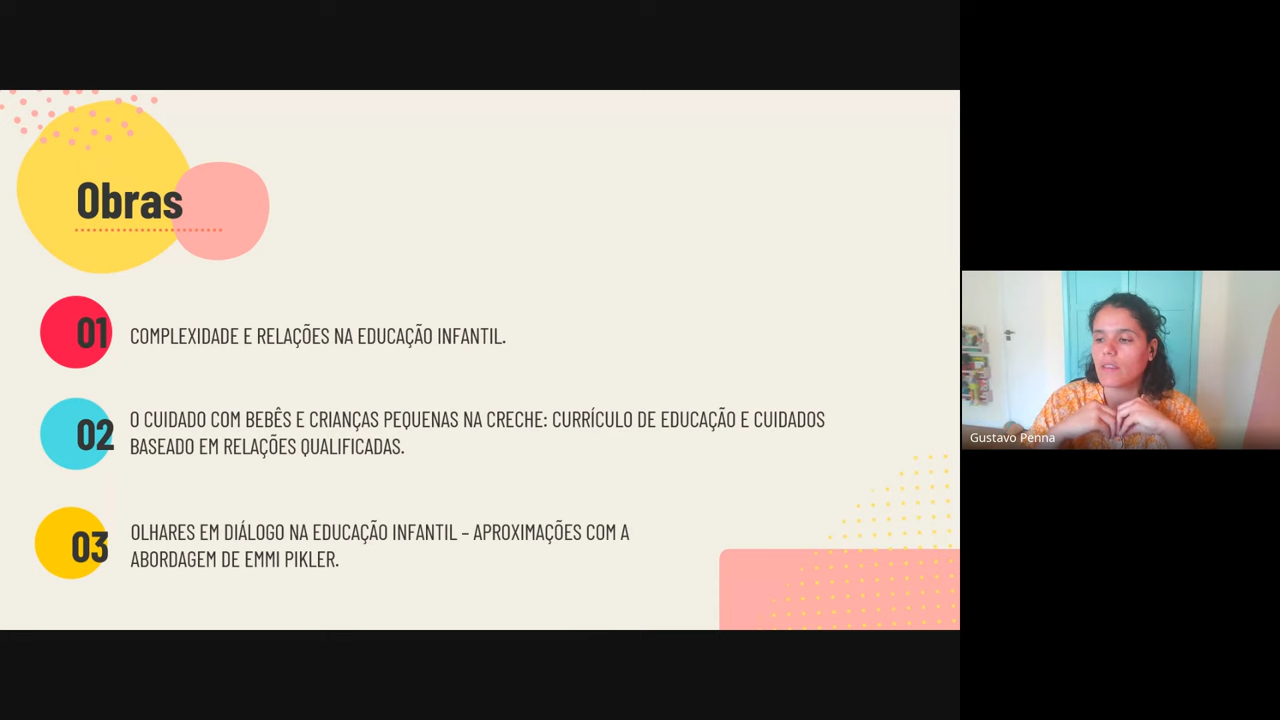 Obras
01
COMPLEXIDADE E RELAÇÕES NA EDUCAÇÃO INFANTIL.
02
O CUIDADO COM BEBÊS E CRIANÇAS PEQUENAS NA CRECHE: CURRÍCULO DE EDUCAÇÃO E CUIDADOS
BASEADO EM RELAÇÕES QUALIFICADAS.
03
OLHARES EM DIÁLOGO NA EDUCAÇÃO INFANTIL – APROXIMAÇÕES COM A
ABORDAGEM DE EMMI PIKLER.
Gustavo Penna